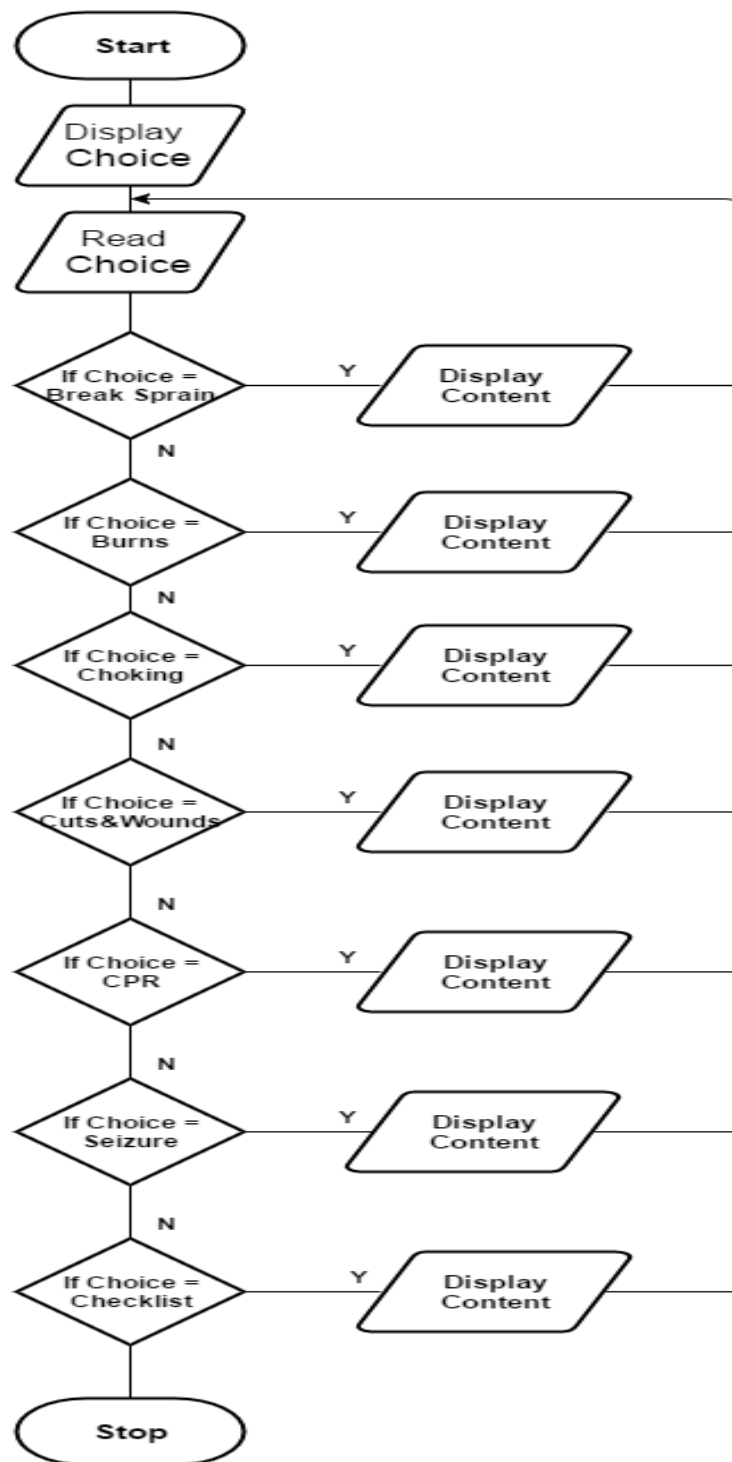 Start
Display
Choice
Read
Choice
If Choice =
Break Sprain
Y
Display
Content
N
If Choice =
Burns
Y
Display
Content
N
If Choice =
Choking
Y
Display
Content
N
If Choice =
Cuts&Wounds
Y
Display
Content
N
If Choice =
CPR
Y
Display
Content
N
If Choice =
Seizure
Y
Display
Content
N
If Choice =
Checklist
Y
Display
Content
Stop